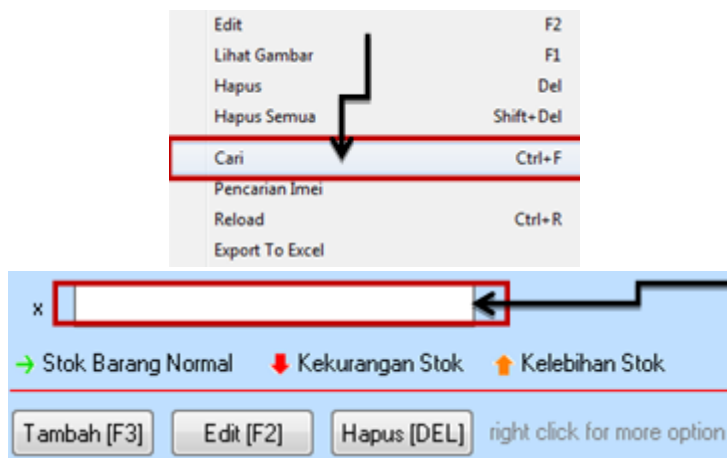 Edit F2
Lihat Gambar F1
Hapus Del
Hapus Semua Shift+Del
Cari Ctrl+F
Pencarian Imei
Reload Ctrl+R
Export To Excel
x
Stok Barang Normal Kekurangan Stok Kelebihan Stok
Tambah [F3] Edit [F2] Hapus [DEL] right click for more option